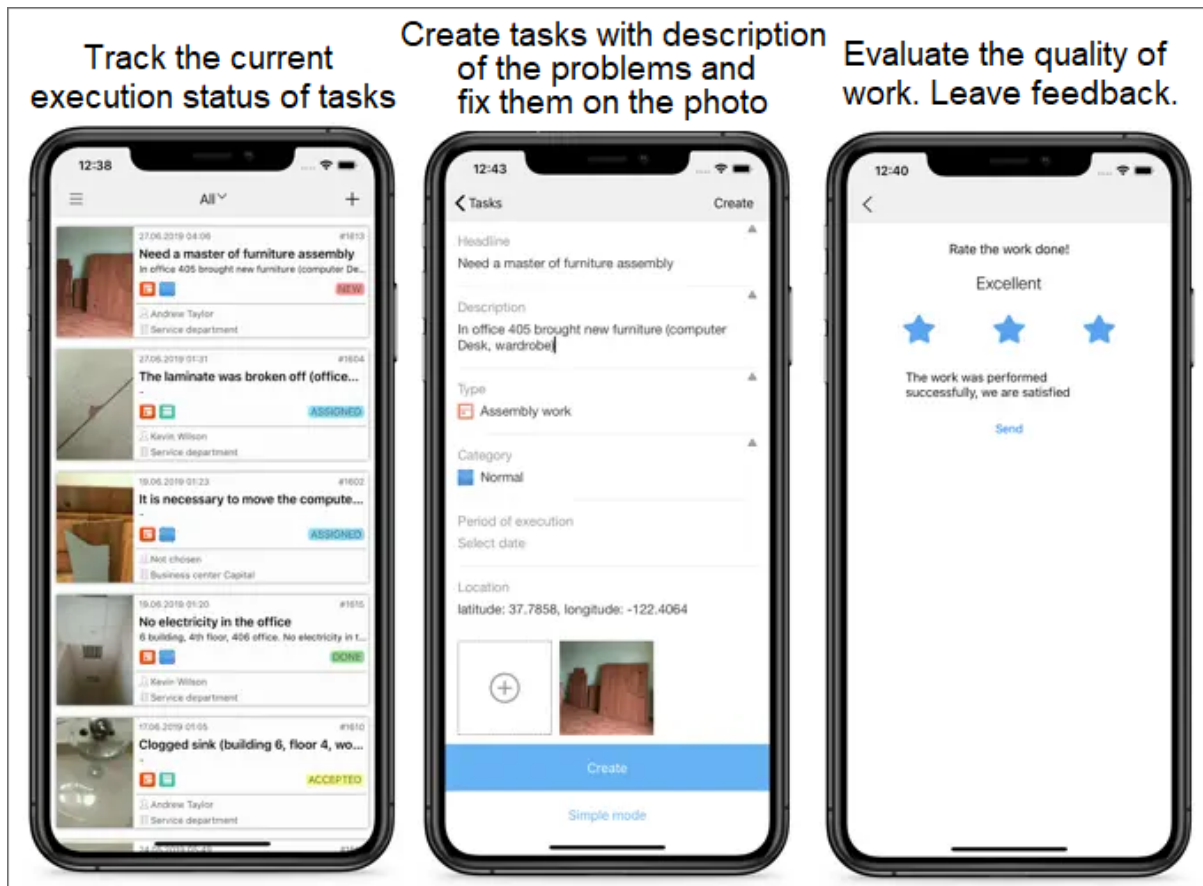 Track the current
execution status of tasks
12:38
All
27.06.2019 04:06 #1813
Need a master of furniture assembly
In office 405 brought new furniture (computer De...
NEW
Andrew Taylor
Service department
27.06.2019 01:31 #1604
The laminate was broken off (office...
-
ASSIGNED
Kevin Wilson
Service department
19.06.2019 01:23 #1602
It is necessary to move the compute...
-
ASSIGNED
Not chosen
Business center Capital
19.06.2019 01:20 #1615
No electricity in the office
6 building, 4th floor, 406 office. No electricity in t...
DONE
Kevin Wilson
Service department
17.06.2019 01:05 #1610
Clogged sink (building 6, floor 4, wo...
-
ACCEPTED
Andrew Taylor
Service department
Create tasks with description
of the problems and
fix them on the photo
12:43
Tasks Create
Headline
Need a master of furniture assembly
Description
In office 405 brought new furniture (computer
Desk, wardrobe)
Type
Assembly work
Category
Normal
Period of execution
Select date
Location
latitude: 37.7858, longitude: -122.4064
Create
Simple mode
Evaluate the quality of
work. Leave feedback.
12:40
Rate the work done!
Excellent
The work was performed
successfully, we are satisfied
Send